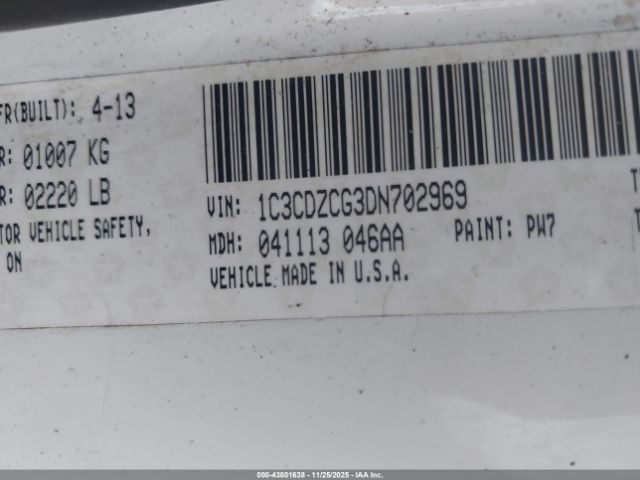 FR(BUILT): 4-13
R: 01007 KG
R: 02220 LB
TOR VEHICLE SAFETY,
ON
VIN: 1C3CDZCG3DN702969
MDH: 041113 046AA PAINT: PW7
VEHICLE MADE IN U.S.A.
000-43801638 - 11/25/2025 - IAA Inc.